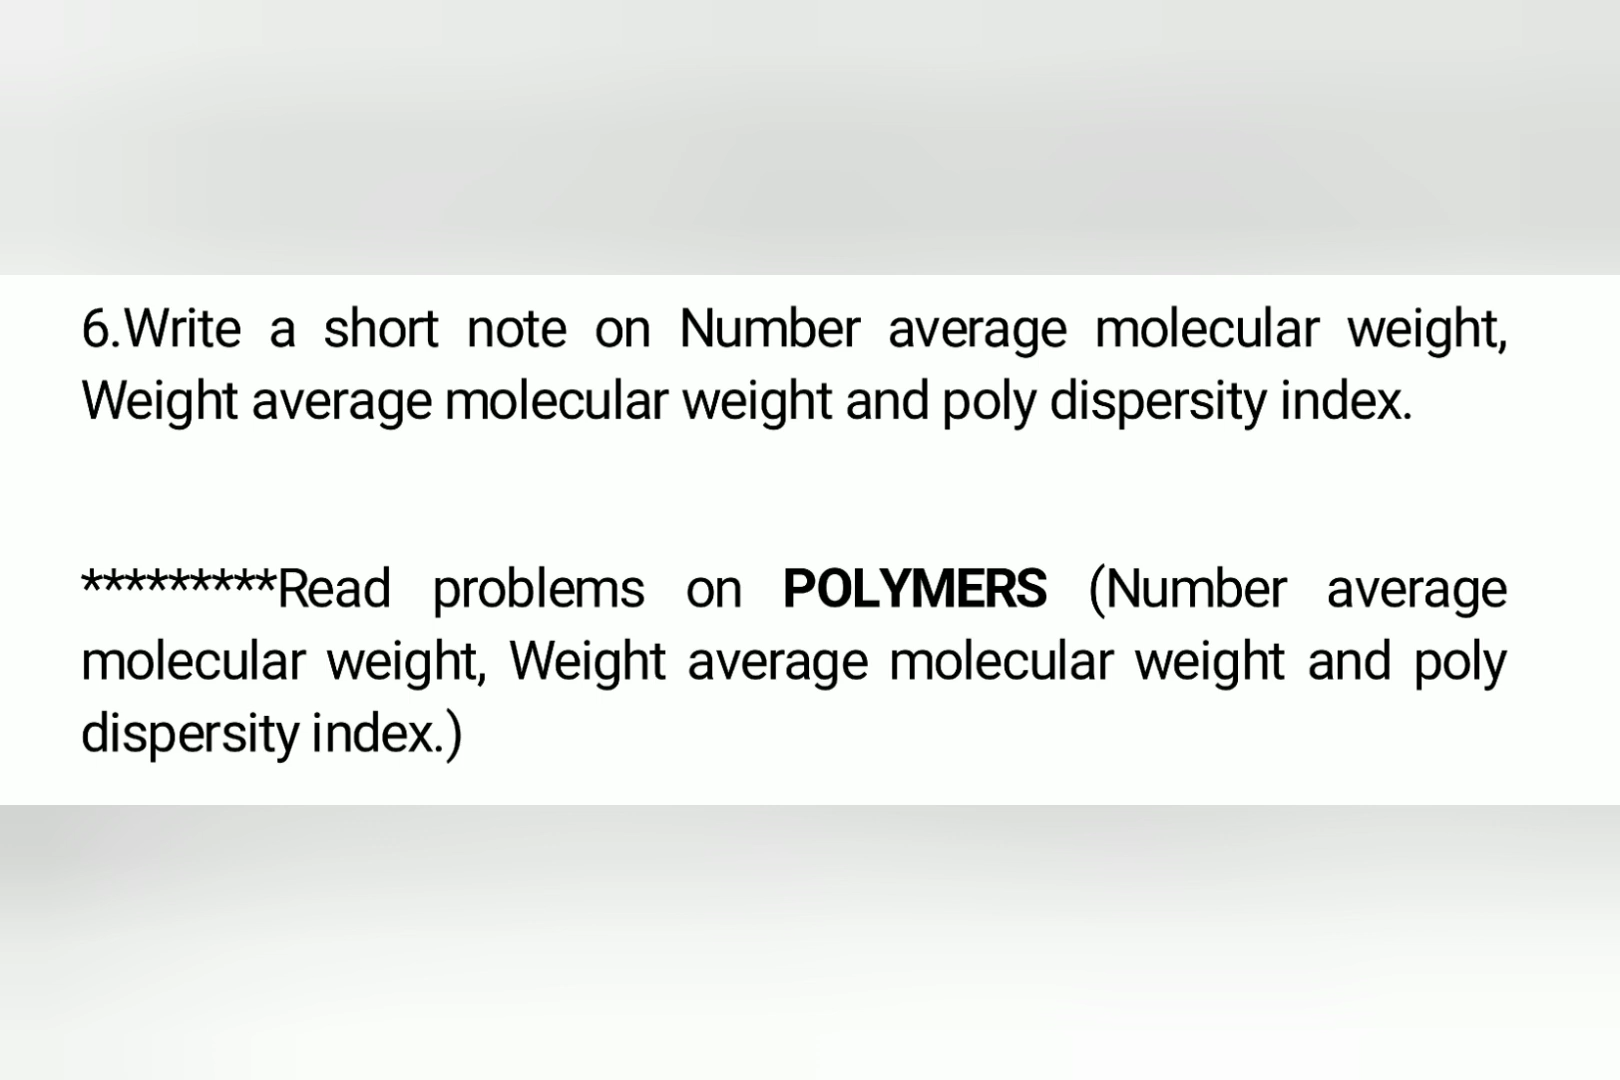 6.Write a short note on Number average molecular weight,
Weight average molecular weight and poly dispersity index.
*********Read problems on POLYMERS (Number average
molecular weight, Weight average molecular weight and poly
dispersity index.)